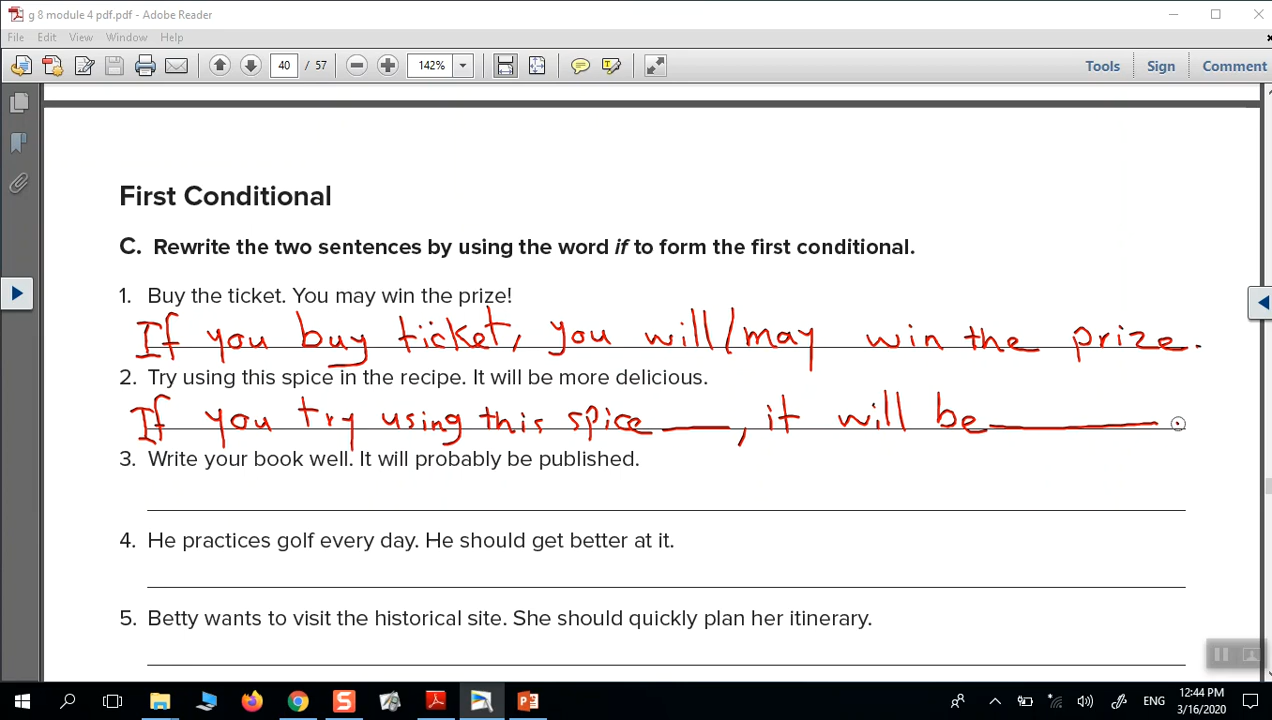 g 8 module 4 pdf.pdf - Adobe Reader
File Edit View Window Help
40 / 57 142% Tools Sign Comment
First Conditional
C. Rewrite the two sentences by using the word if to form the first conditional.
1. Buy the ticket. You may win the prize!
If you buy ticket, you will/may win the prize.
2. Try using this spice in the recipe. It will be more delicious.
If you try using this spice ____, it will be________
3. Write your book well. It will probably be published.
4. He practices golf every day. He should get better at it.
5. Betty wants to visit the historical site. She should quickly plan her itinerary.
ENG 12:44 PM
3/16/2020